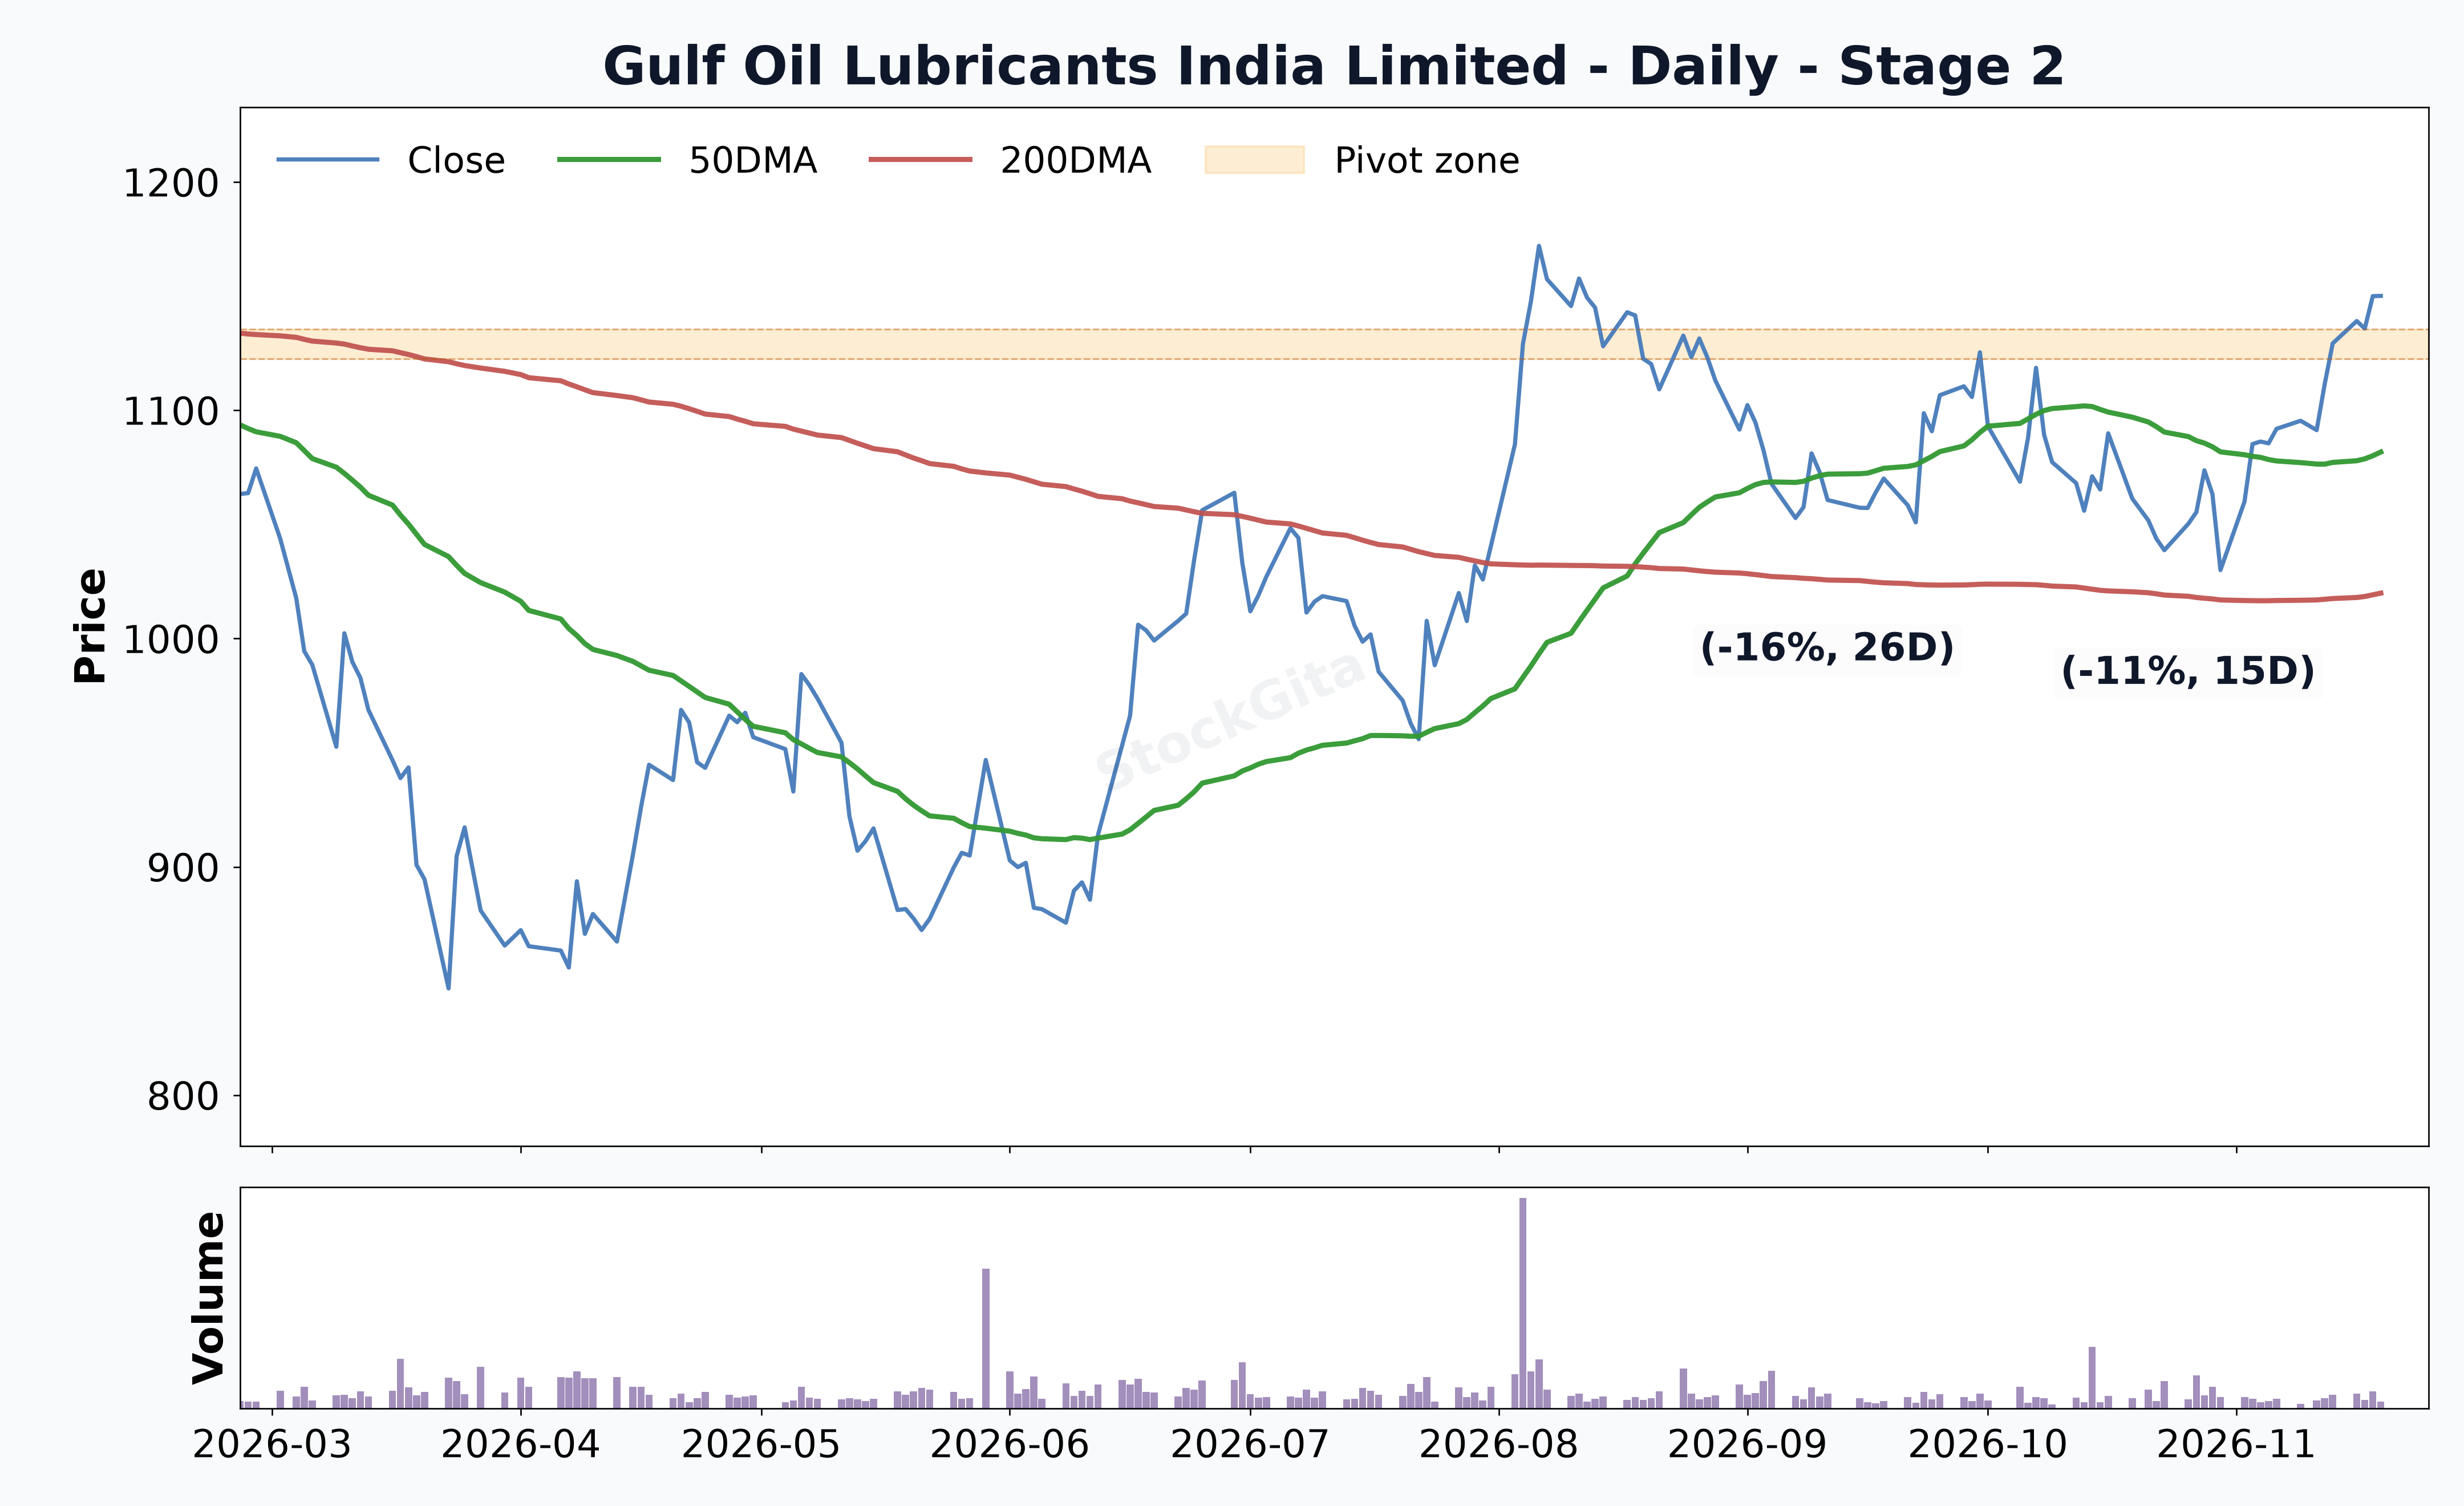 Gulf Oil Lubricants India Limited - Daily - Stage 2
Close
50DMA
200DMA
Pivot zone
Price
1200
1100
1000
900
800
(-16%, 26D)
(-11%, 15D)
StockGita
Volume
2026-03
2026-04
2026-05
2026-06
2026-07
2026-08
2026-09
2026-10
2026-11